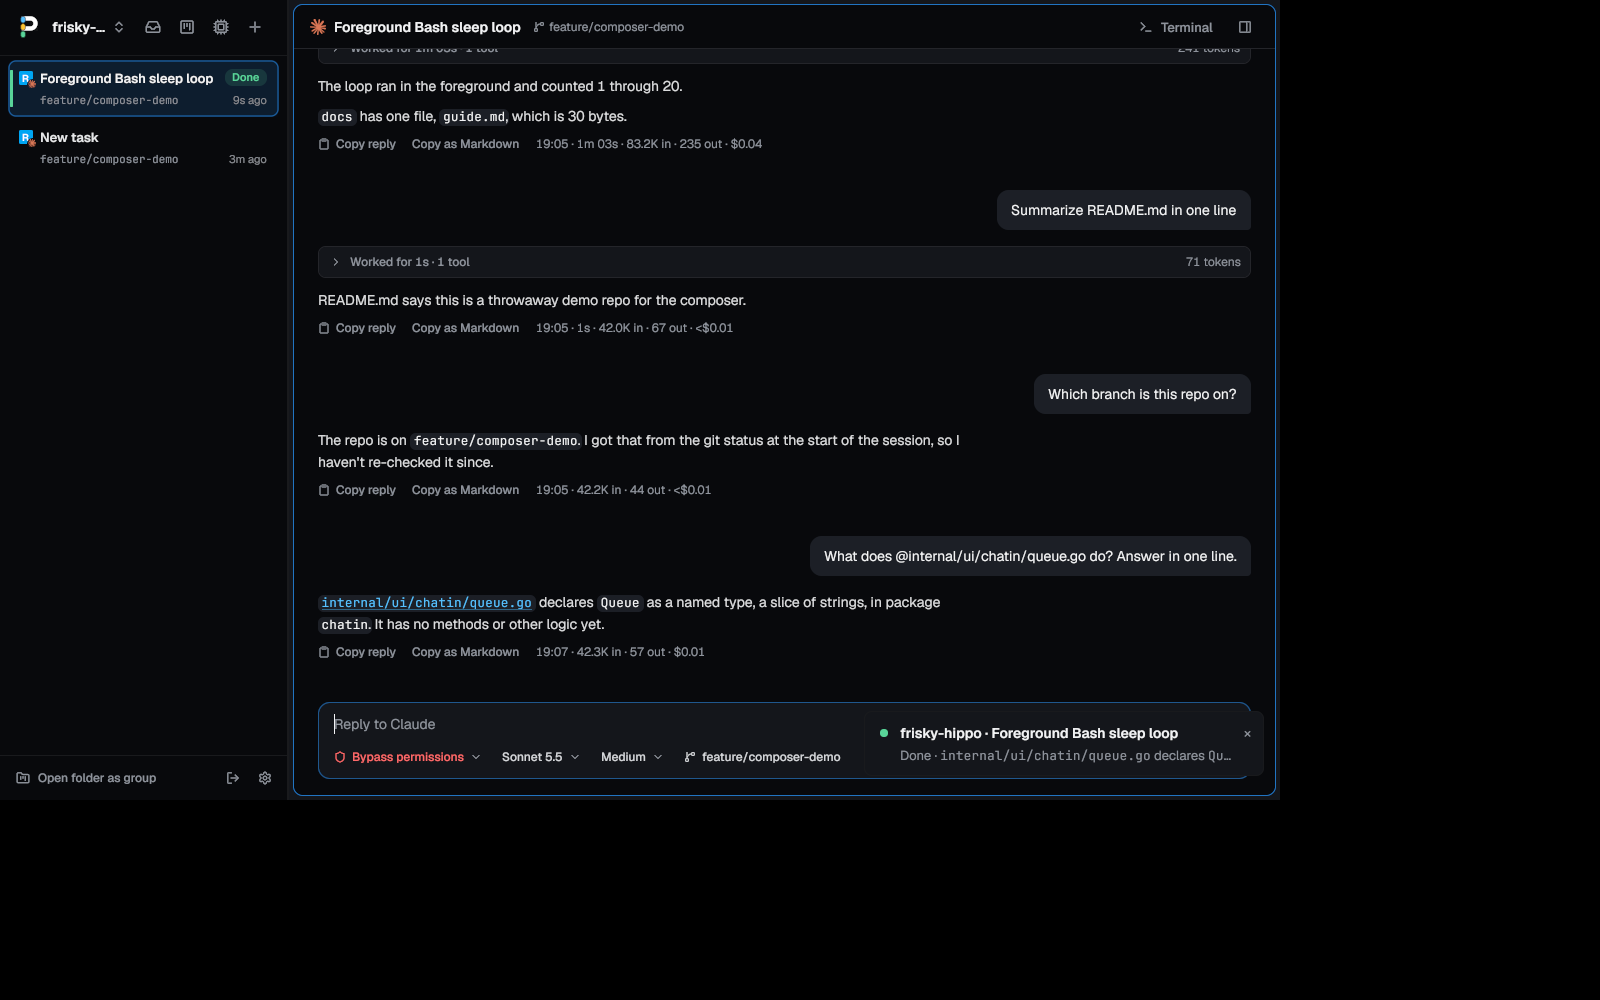 frisky-...
Foreground Bash sleep loop
Done
feature/composer-demo
9s ago
New task
feature/composer-demo
3m ago
Open folder as group
Foreground Bash sleep loop
feature/composer-demo
Terminal
Worked for 1m 03s · 1 tool
241 tokens
The loop ran in the foreground and counted 1 through 20.
docs has one file, guide.md, which is 30 bytes.
Copy reply
Copy as Markdown
19:05 · 1m 03s · 83.2K in · 235 out · $0.04
Summarize README.md in one line
Worked for 1s · 1 tool
71 tokens
README.md says this is a throwaway demo repo for the composer.
Copy reply
Copy as Markdown
19:05 · 1s · 42.0K in · 67 out · <$0.01
Which branch is this repo on?
The repo is on feature/composer-demo. I got that from the git status at the start of the session, so I
haven't re-checked it since.
Copy reply
Copy as Markdown
19:05 · 42.2K in · 44 out · <$0.01
What does @internal/ui/chatin/queue.go do? Answer in one line.
internal/ui/chatin/queue.go declares Queue as a named type, a slice of strings, in package
chatin. It has no methods or other logic yet.
Copy reply
Copy as Markdown
19:07 · 42.3K in · 57 out · $0.01
Reply to Claude
Bypass permissions
Sonnet 5.5
Medium
feature/composer-demo
frisky-hippo · Foreground Bash sleep loop
×
Done · internal/ui/chatin/queue.go declares Qu…